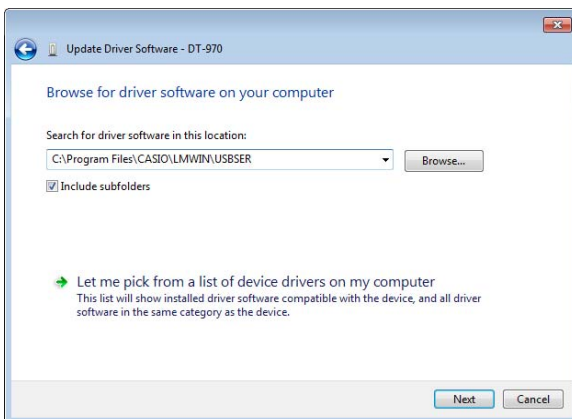 Update Driver Software - DT-970
Browse for driver software on your computer
Search for driver software in this location:
C:\Program Files\CASIO\LMWIN\USBSER
Browse...
Include subfolders
Let me pick from a list of device drivers on my computer
This list will show installed driver software compatible with the device, and all driver
software in the same category as the device.
Next
Cancel